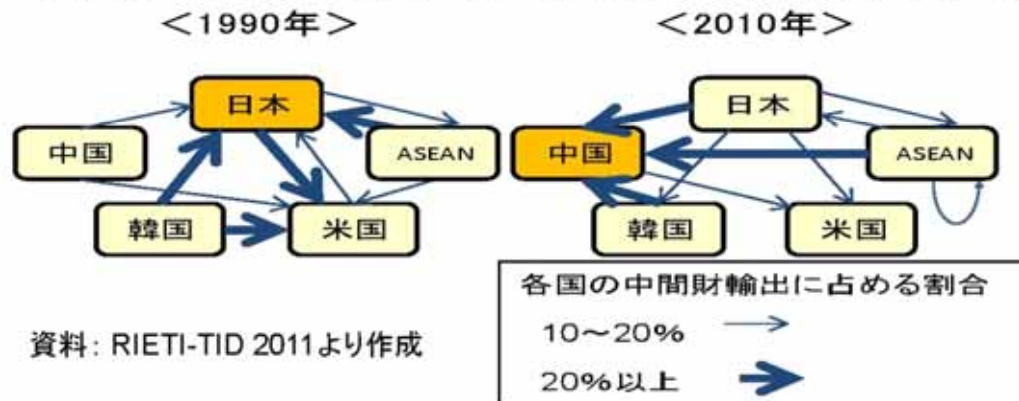 ＜1990年＞
日本
中国
ASEAN
韓国
米国
＜2010年＞
日本
中国
ASEAN
韓国
米国
各国の中間財輸出に占める割合
10～20%
20%以上
資料：RIETI-TID 2011より作成